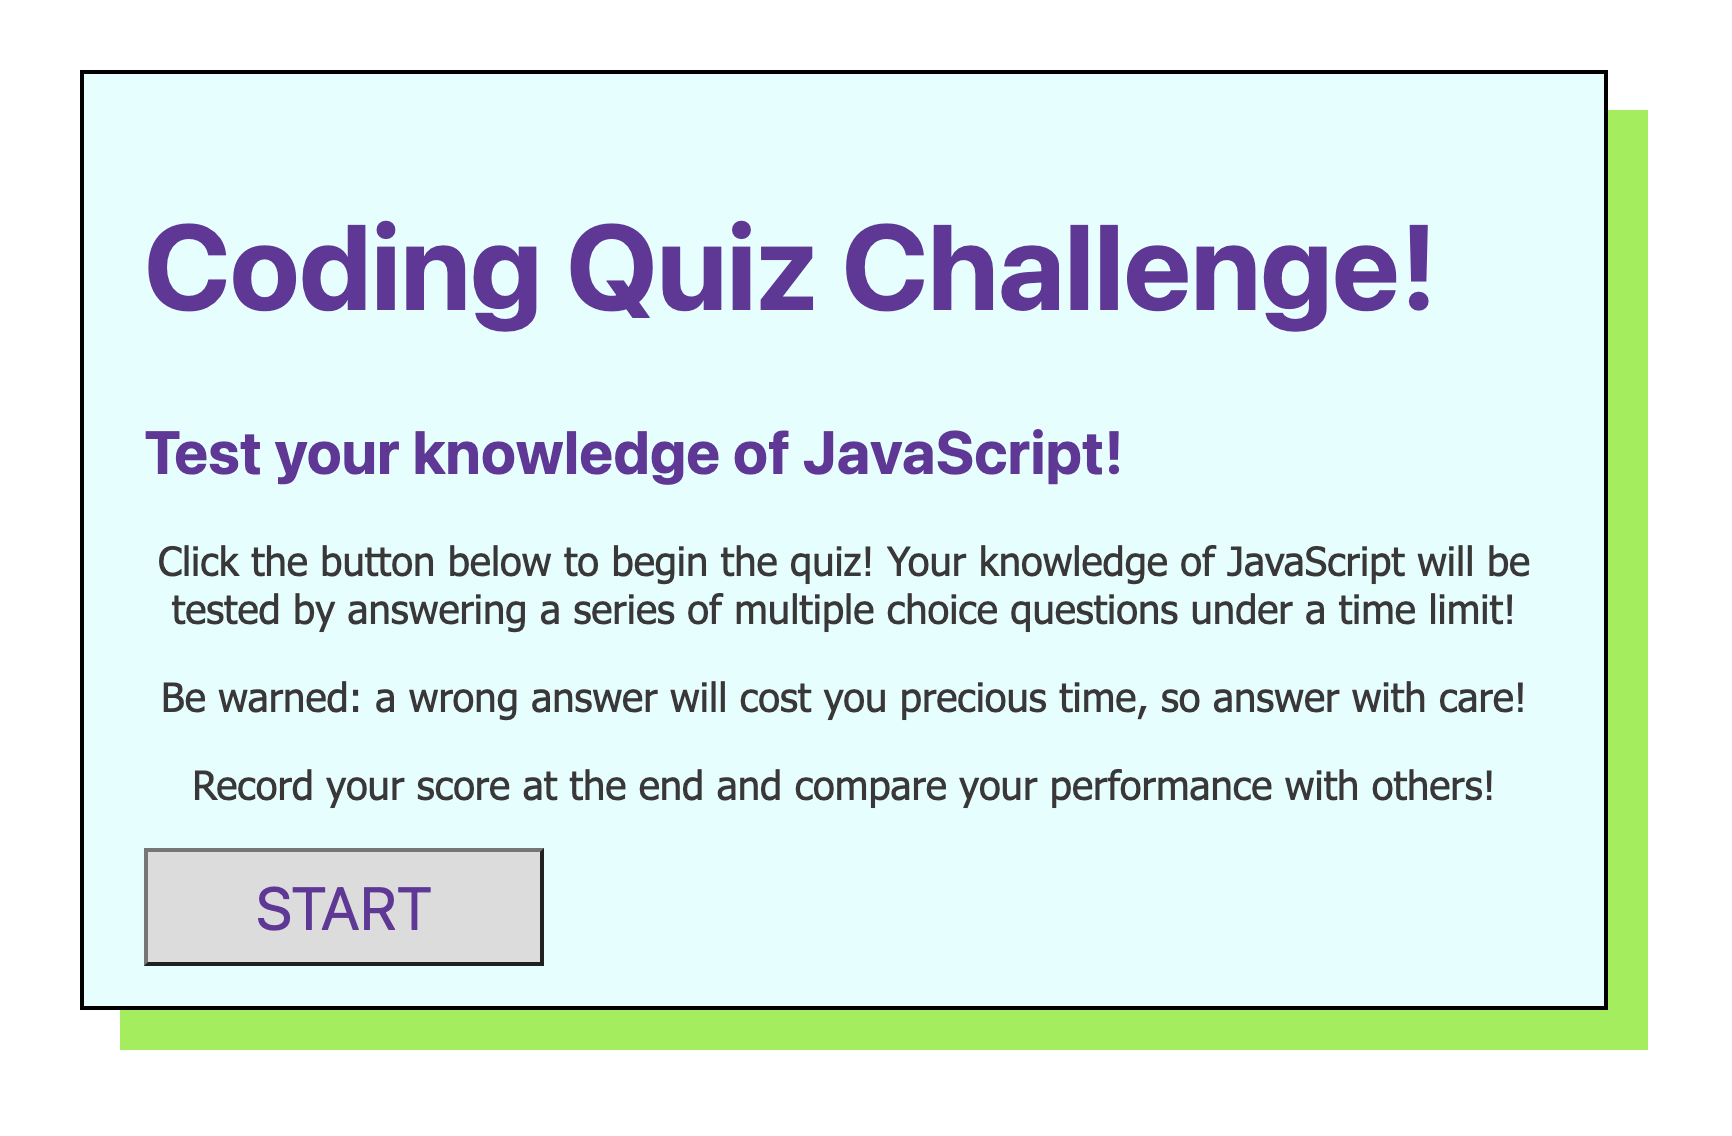 Coding Quiz Challenge!
Test your knowledge of JavaScript!
Click the button below to begin the quiz! Your knowledge of JavaScript will be
tested by answering a series of multiple choice questions under a time limit!
Be warned: a wrong answer will cost you precious time, so answer with care!
Record your score at the end and compare your performance with others!
START